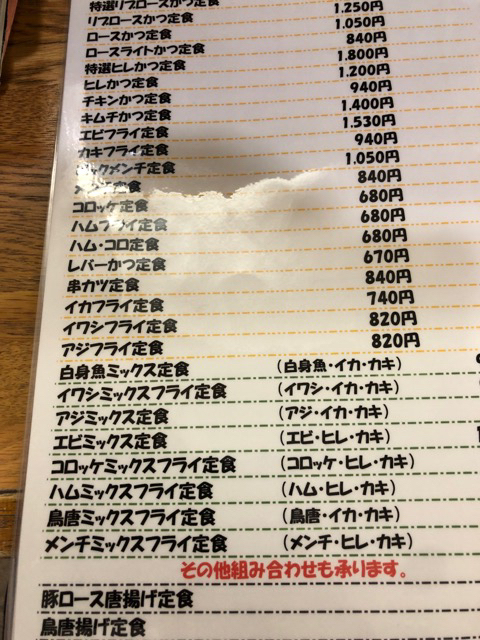 特選リブロースかつ定食
リブロースかつ定食 1,250円
ロースかつ定食 1,050円
ロースライトかつ定食 840円
特選ヒレかつ定食 1,800円
ヒレかつ定食 1,200円
チキンかつ定食 940円
キムチかつ定食 1,400円
エビフライ定食 1,530円
カキフライ定食 940円
メンチ定食 1,050円
定食 840円
コロッケ定食 680円
ハムフライ定食 680円
ハム・コロ定食 680円
レバーかつ定食 670円
串カツ定食 840円
イカフライ定食 740円
イワシフライ定食 820円
アジフライ定食 820円
白身魚ミックス定食 (白身魚・イカ・カキ)
イワシミックスフライ定食 (イワシ・イカ・カキ)
アジミックス定食 (アジ・イカ・カキ)
エビミックス定食 (エビ・ヒレ・カキ)
コロッケミックスフライ定食 (コロッケ・ヒレ・カキ)
ハムミックスフライ定食 (ハム・ヒレ・カキ)
鳥唐ミックスフライ定食 (鳥唐・イカ・カキ)
メンチミックスフライ定食 (メンチ・ヒレ・カキ)
その他組み合わせも承ります。
豚ロース唐揚げ定食
鳥唐揚げ定食